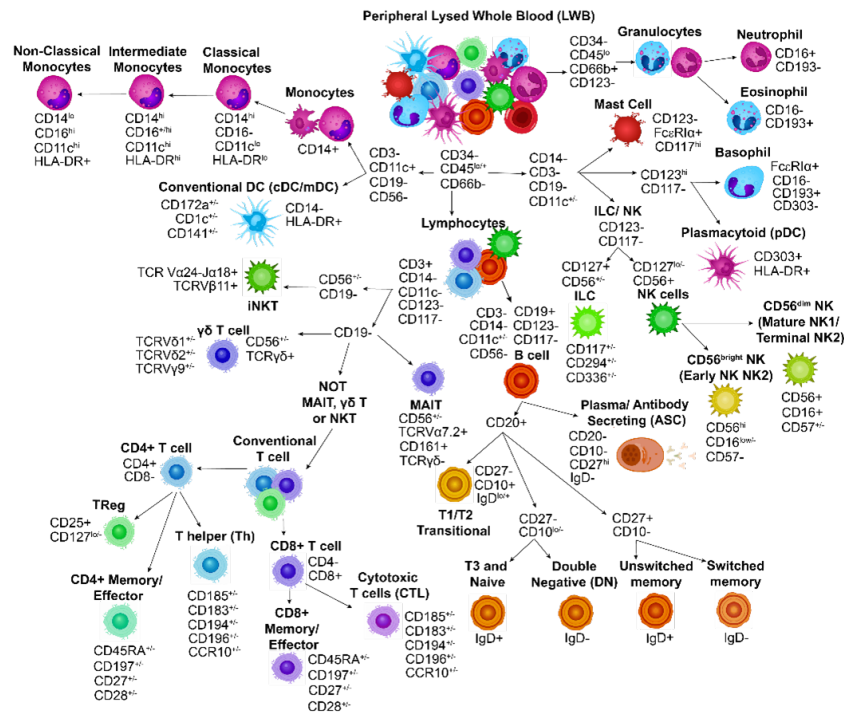 Peripheral Lysed Whole Blood (LWB)
CD34-
CD45ˡᵒ
CD66b+
CD123-
Granulocytes
Neutrophil
CD16+
CD193-
Eosinophil
CD16-
CD193+
Non-Classical
Monocytes
CD14ˡᵒ
CD16ʰⁱ
CD11cʰⁱ
HLA-DR+
Intermediate
Monocytes
CD14ʰⁱ
CD16⁺ᐟʰⁱ
CD11cʰⁱ
HLA-DRʰⁱ
Classical
Monocytes
CD14ʰⁱ
CD16-
CD11cˡᵒ
HLA-DRˡᵒ
Monocytes
CD14+
CD3-
CD11c+
CD19-
CD56-
CD34-
CD45ˡᵒᐟ⁺
CD66b-
CD14-
CD3-
CD19-
CD11c⁺ᐟ⁻
Mast Cell
CD123-
FcεRIα+
CD117ʰⁱ
CD123ʰⁱ
CD117-
Basophil
FcεRIα+
CD16-
CD193+
CD303-
Plasmacytoid (pDC)
CD303+
HLA-DR+
Conventional DC (cDC/mDC)
CD172a⁺ᐟ⁻
CD1c⁺ᐟ⁻
CD141⁺ᐟ⁻
CD14-
HLA-DR+
ILC/ NK
CD123-
CD117-
CD127+
CD56⁺ᐟ⁻
ILC
CD117⁺ᐟ⁻
CD294⁺ᐟ⁻
CD336⁺ᐟ⁻
CD127ˡᵒᐟ⁻
CD56+
NK cells
CD56ᵈⁱᵐ NK
(Mature NK1/
Terminal NK2)
CD56+
CD16+
CD57⁺ᐟ⁻
CD56ᵇʳⁱᵍʰᵗ NK
(Early NK NK2)
CD56ʰⁱ
CD16ˡᵒʷᐟ⁻
CD57-
Lymphocytes
CD3+
CD14-
CD11c-
CD123-
CD117-
TCR Vα24-Jα18+
TCRVβ11+
iNKT
CD56⁺ᐟ⁻
CD19-
γδ T cell
TCRVδ1⁺ᐟ⁻
TCRVδ2⁺ᐟ⁻
TCRVγ9⁺ᐟ⁻
CD56⁺ᐟ⁻
TCRγδ+
CD19-
NOT
MAIT, γδ T
or NKT
MAIT
CD56⁺ᐟ⁻
TCRVα7.2+
CD161+
TCRγδ-
CD3-
CD14-
CD11c⁺ᐟ⁻
CD56-
CD19+
CD123-
CD117-
B cell
CD20+
Plasma/ Antibody
Secreting (ASC)
CD20-
CD10-
CD27ʰⁱ
IgD-
CD27-
CD10+
IgDˡᵒᐟ⁺
T1/T2
Transitional
CD27-
CD10ˡᵒᐟ⁻
CD27+
CD10-
T3 and
Naive
IgD+
Double
Negative (DN)
IgD-
Unswitched
memory
IgD+
Switched
memory
IgD-
Conventional
T cell
CD4+ T cell
CD4+
CD8-
TReg
CD25+
CD127ˡᵒᐟ⁻
T helper (Th)
CD185⁺ᐟ⁻
CD183⁺ᐟ⁻
CD194⁺ᐟ⁻
CD196⁺ᐟ⁻
CCR10⁺ᐟ⁻
CD4+ Memory/
Effector
CD45RA⁺ᐟ⁻
CD197⁺ᐟ⁻
CD27⁺ᐟ⁻
CD28⁺ᐟ⁻
CD8+ T cell
CD4-
CD8+
CD8+
Memory/
Effector
CD45RA⁺ᐟ⁻
CD197⁺ᐟ⁻
CD27⁺ᐟ⁻
CD28⁺ᐟ⁻
Cytotoxic
T cells (CTL)
CD185⁺ᐟ⁻
CD183⁺ᐟ⁻
CD194⁺ᐟ⁻
CD196⁺ᐟ⁻
CCR10⁺ᐟ⁻